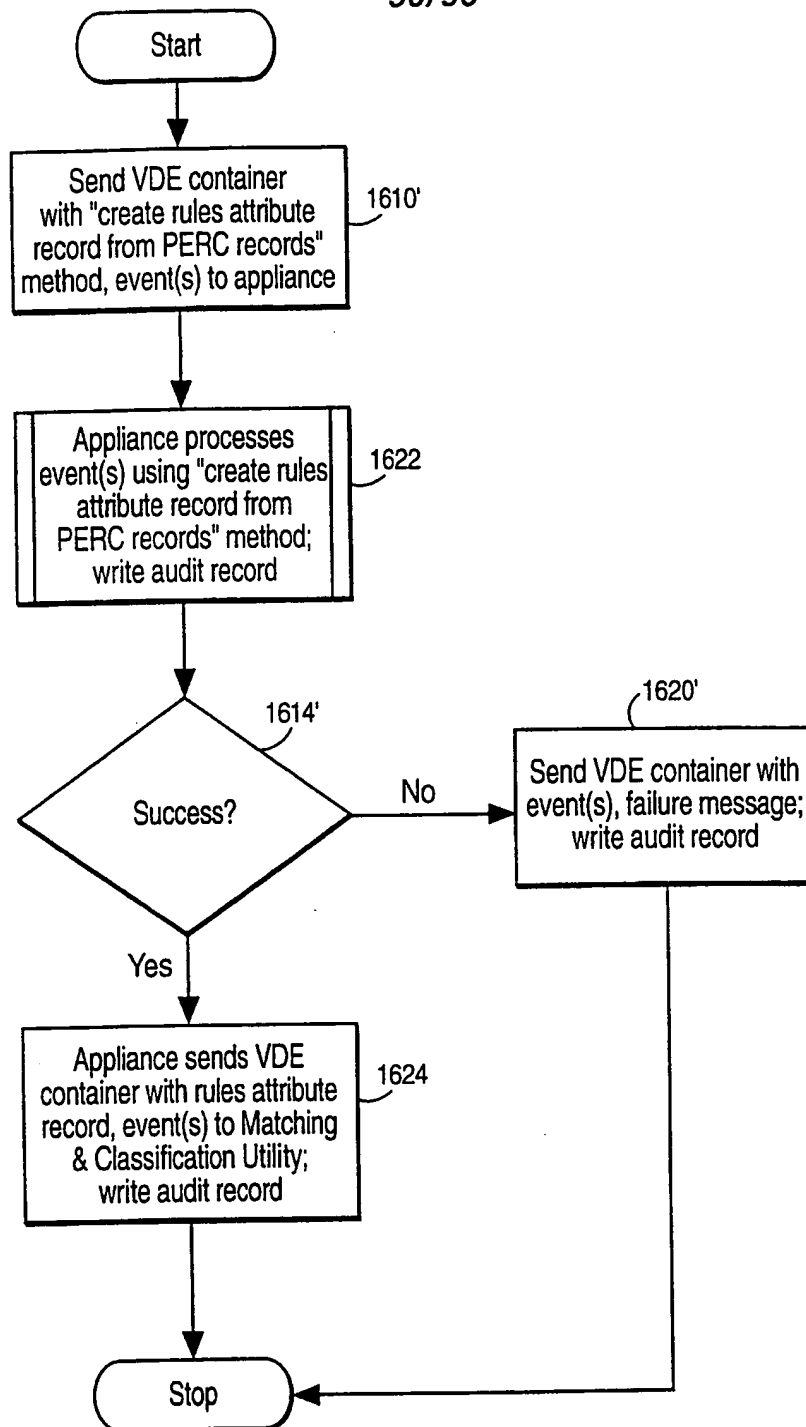 Start
Send VDE container
with "create rules attribute
record from PERC records"
method, event(s) to appliance
1610'
Appliance processes
event(s) using "create rules
attribute record from
PERC records" method;
write audit record
1622
Success?
1614'
No
1620'
Send VDE container with
event(s), failure message;
write audit record
Yes
Appliance sends VDE
container with rules attribute
record, event(s) to Matching
& Classification Utility;
write audit record
1624
Stop